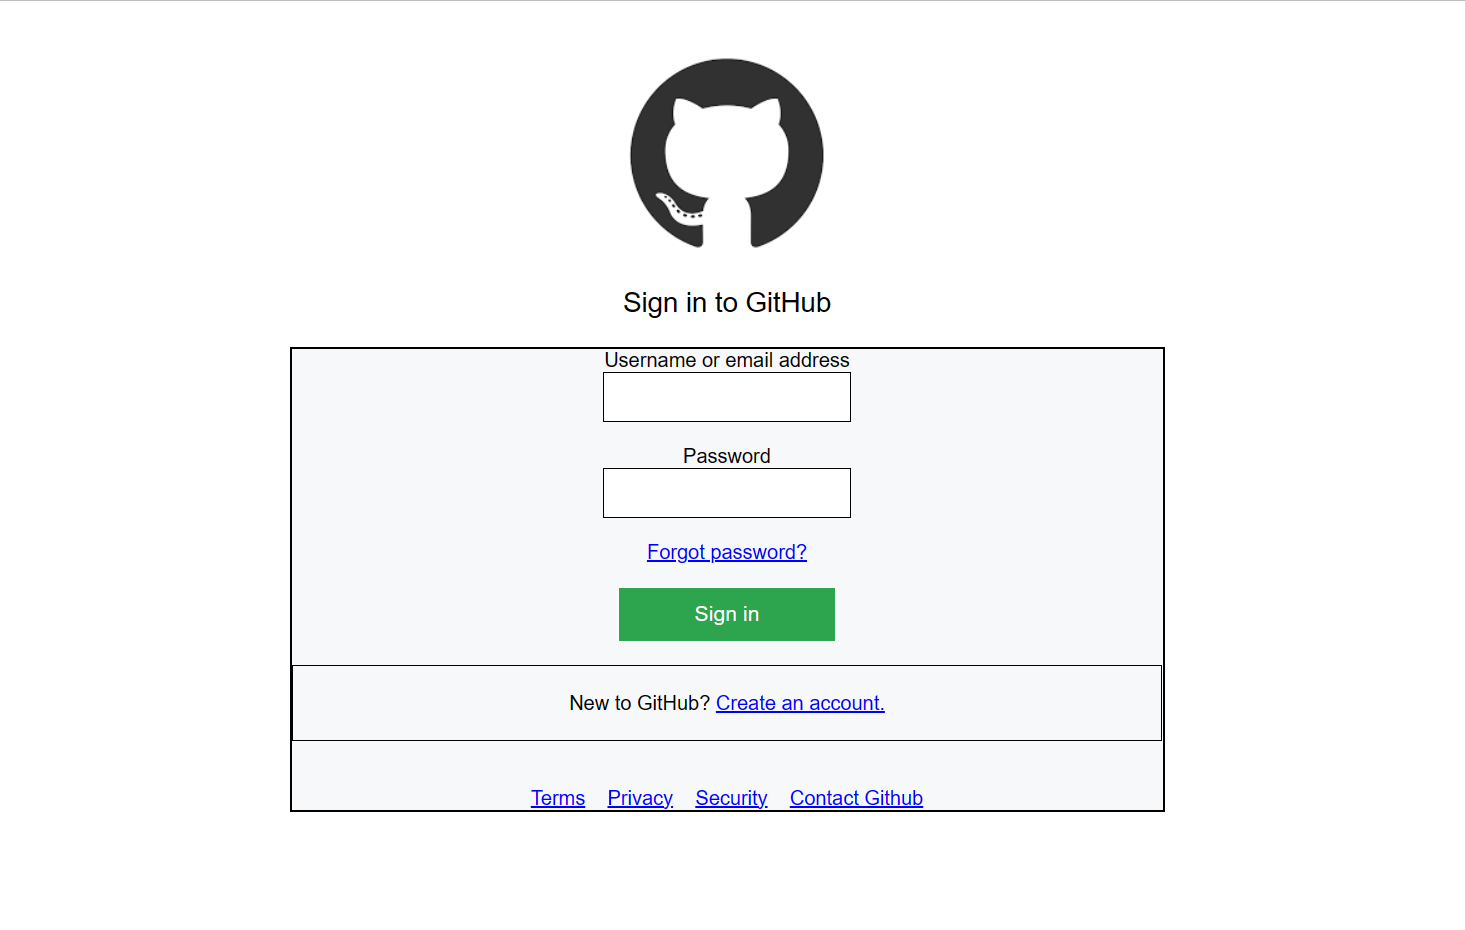 Sign in to GitHub
Username or email address
Password
Forgot password?
Sign in
New to GitHub? Create an account.
Terms Privacy Security Contact Github